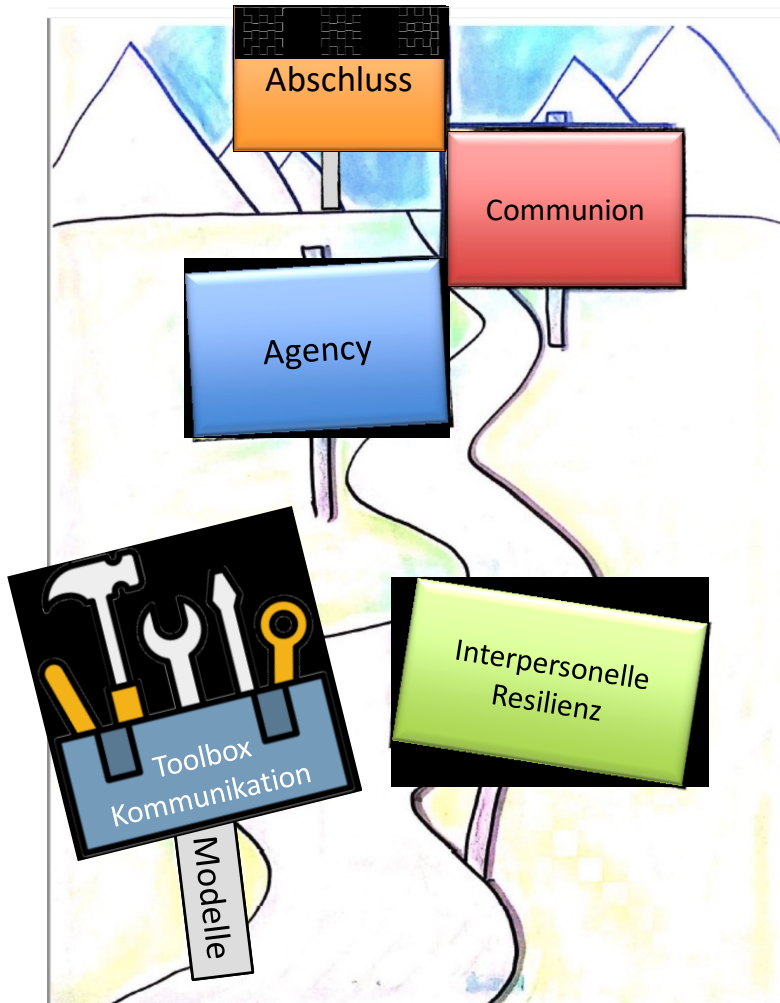 Abschluss
Communion
Agency
Interpersonelle
Resilienz
Toolbox
Kommunikation
Modelle